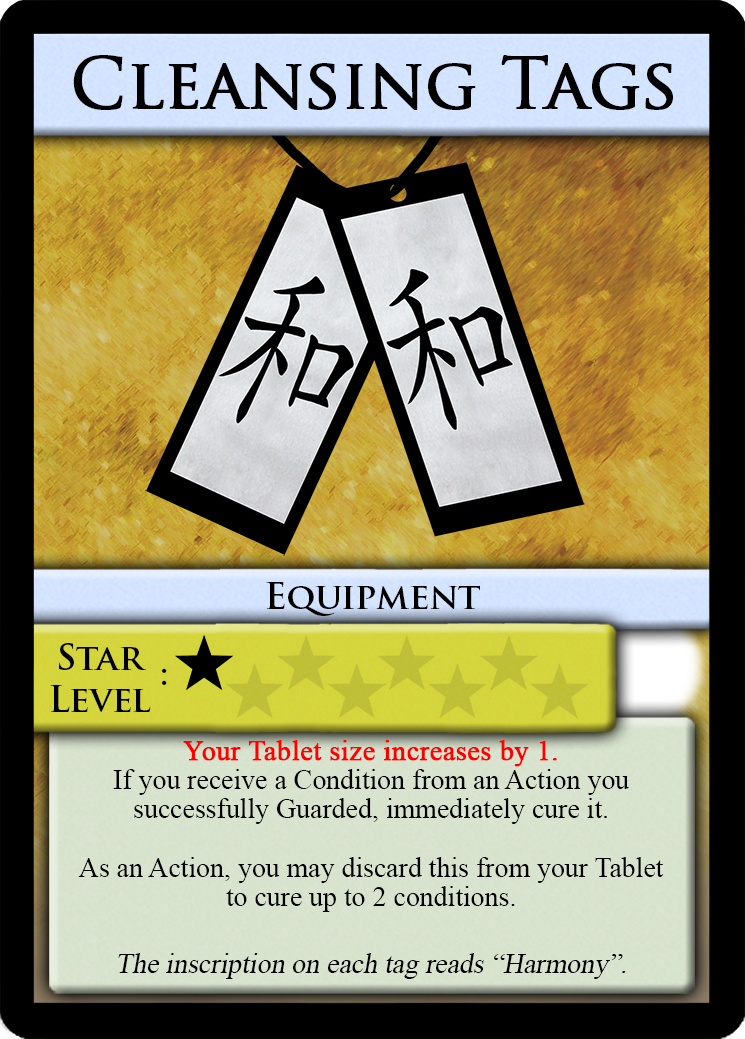 Cleansing Tags
和 和
Equipment
Star
Level :
Your Tablet size increases by 1.
If you receive a Condition from an Action you
successfully Guarded, immediately cure it.
As an Action, you may discard this from your Tablet
to cure up to 2 conditions.
The inscription on each tag reads “Harmony”.